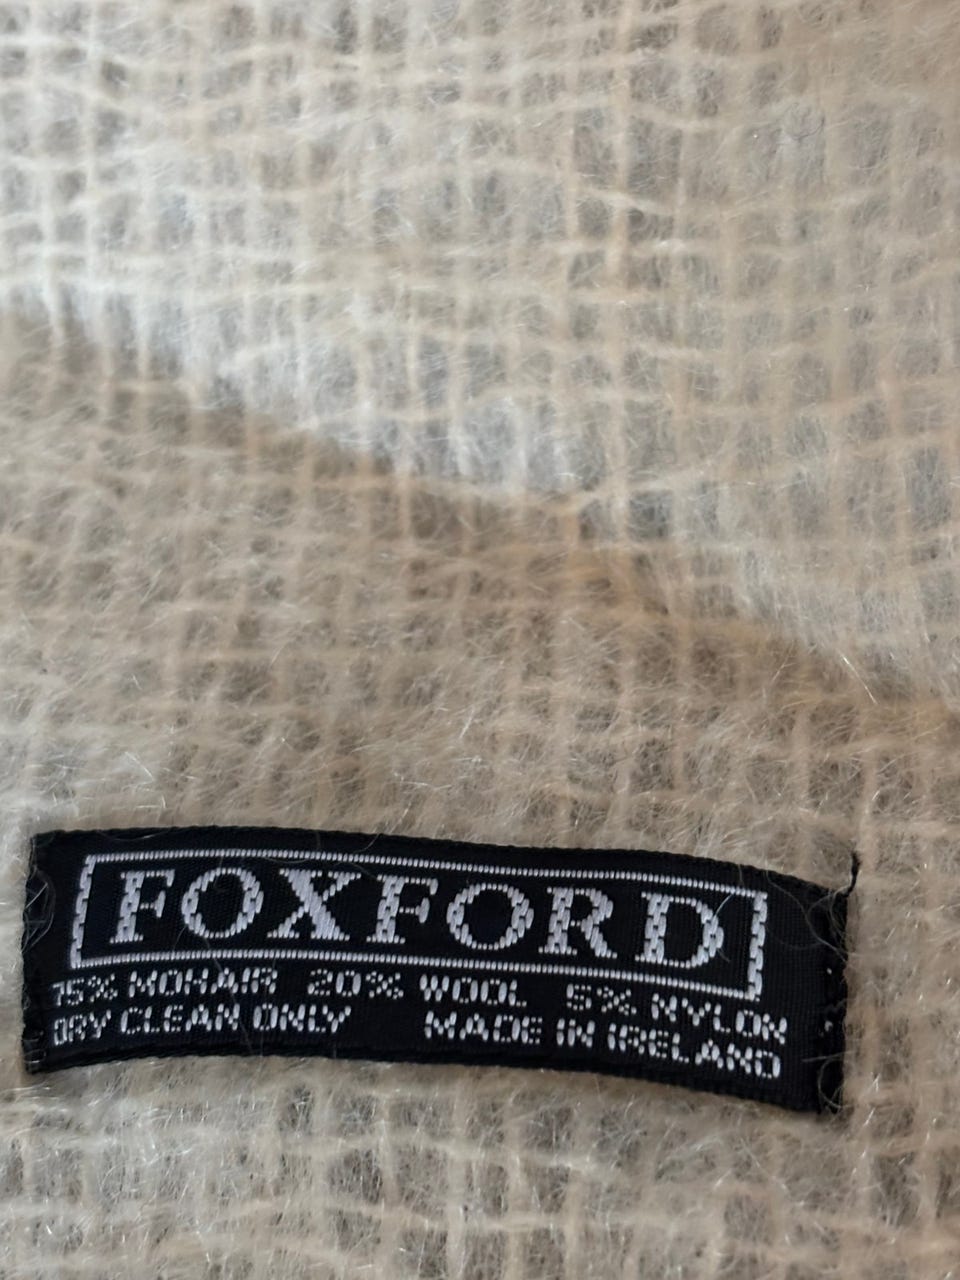 FOXFORD
75% MOHAIR 20% WOOL 5% NYLON
DRY CLEAN ONLY MADE IN IRELAND